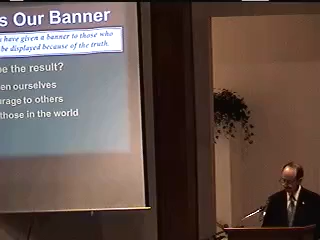 s Our Banner
have given a banner to those who
be displayed because of the truth.
be the result?
en ourselves
urage to others
those in the world